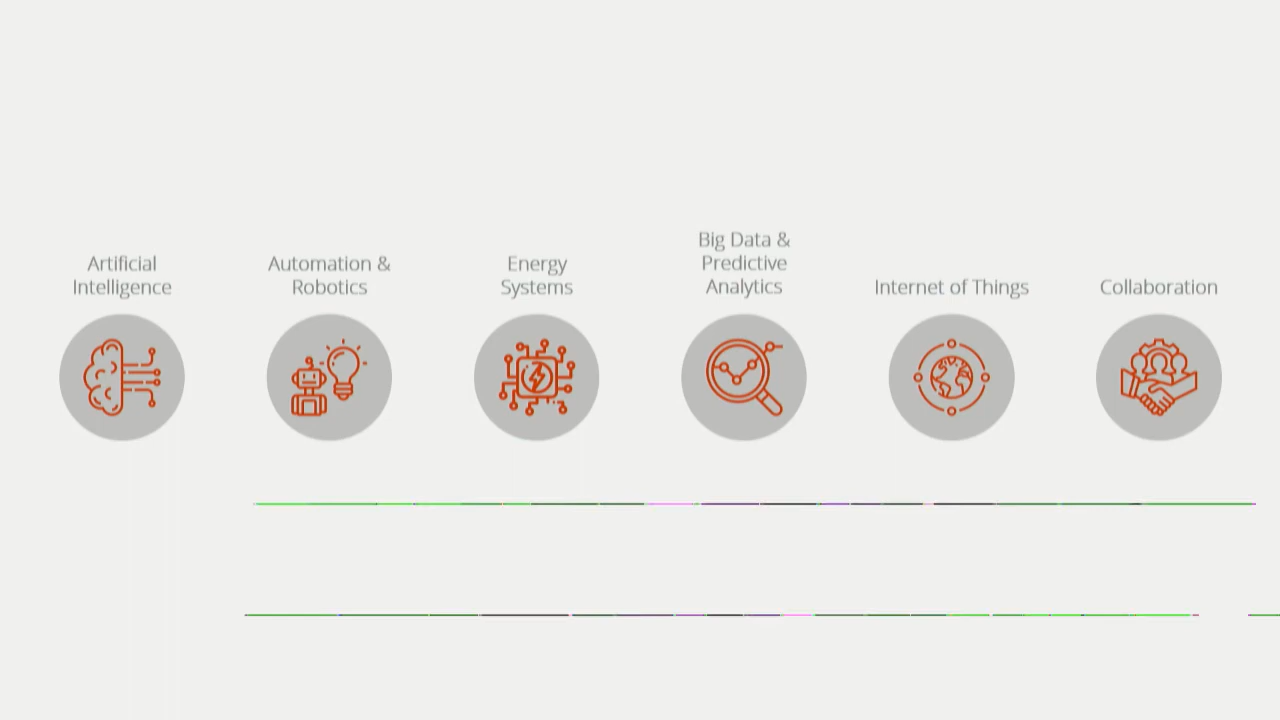 Artificial
Intelligence
Automation &
Robotics
Energy
Systems
Big Data &
Predictive
Analytics
Internet of Things
Collaboration